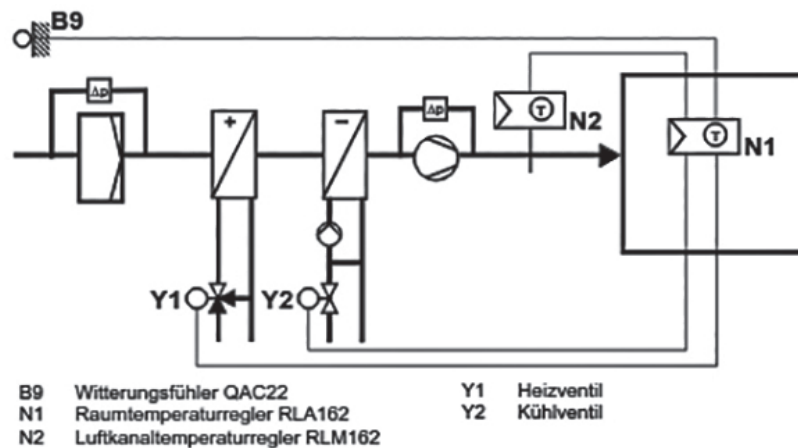 B9
Δp
Δp
T
N2
T
N1
+
−
Y1
Y2
B9 Witterungsfühler QAC22
N1 Raumtemperaturregler RLA162
N2 Luftkanaltemperaturregler RLM162
Y1 Heizventil
Y2 Kühlventil